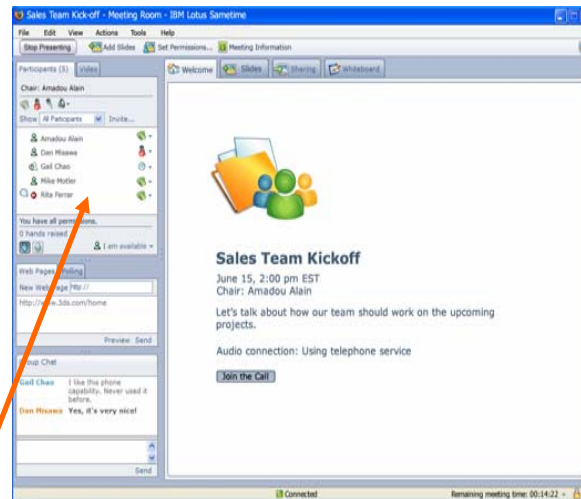 Sales Team Kick-off - Meeting Room - IBM Lotus Sametime
File Edit View Actions Tools Help
Stop Presenting Add Slides Set Permissions... Meeting Information
Participants (5) Video
Welcome Slides Sharing Whiteboard
Chair: Amadou Alain
Show All Participants Invite...
Amadou Alain
Dan Misawa
Gail Chao
Mike Motler
Rita Ferrar
You have all permissions.
0 hands raised
I am available
Web Pages Polling
New Web Page http://
http://www.3ds.com/home
Preview Send
Group Chat
Gail Chao I like this phone
capability. Never used it
before.
Dan Misawa Yes, it's very nice!
Send
Sales Team Kickoff
June 15, 2:00 pm EST
Chair: Amadou Alain
Let's talk about how our team should work on the upcoming
projects.
Audio connection: Using telephone service
Join the Call
Connected
Remaining meeting time: 00:14:22